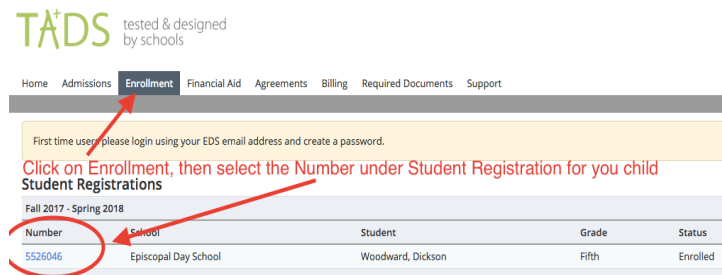 TADS tested & designed
by schools
Home Admissions Enrollment Financial Aid Agreements Billing Required Documents Support
First time users please login using your EDS email address and create a password.
Click on Enrollment, then select the Number under Student Registration for you child
Student Registrations
Fall 2017 - Spring 2018
Number School Student Grade Status
5526046 Episcopal Day School Woodward, Dickson Fifth Enrolled